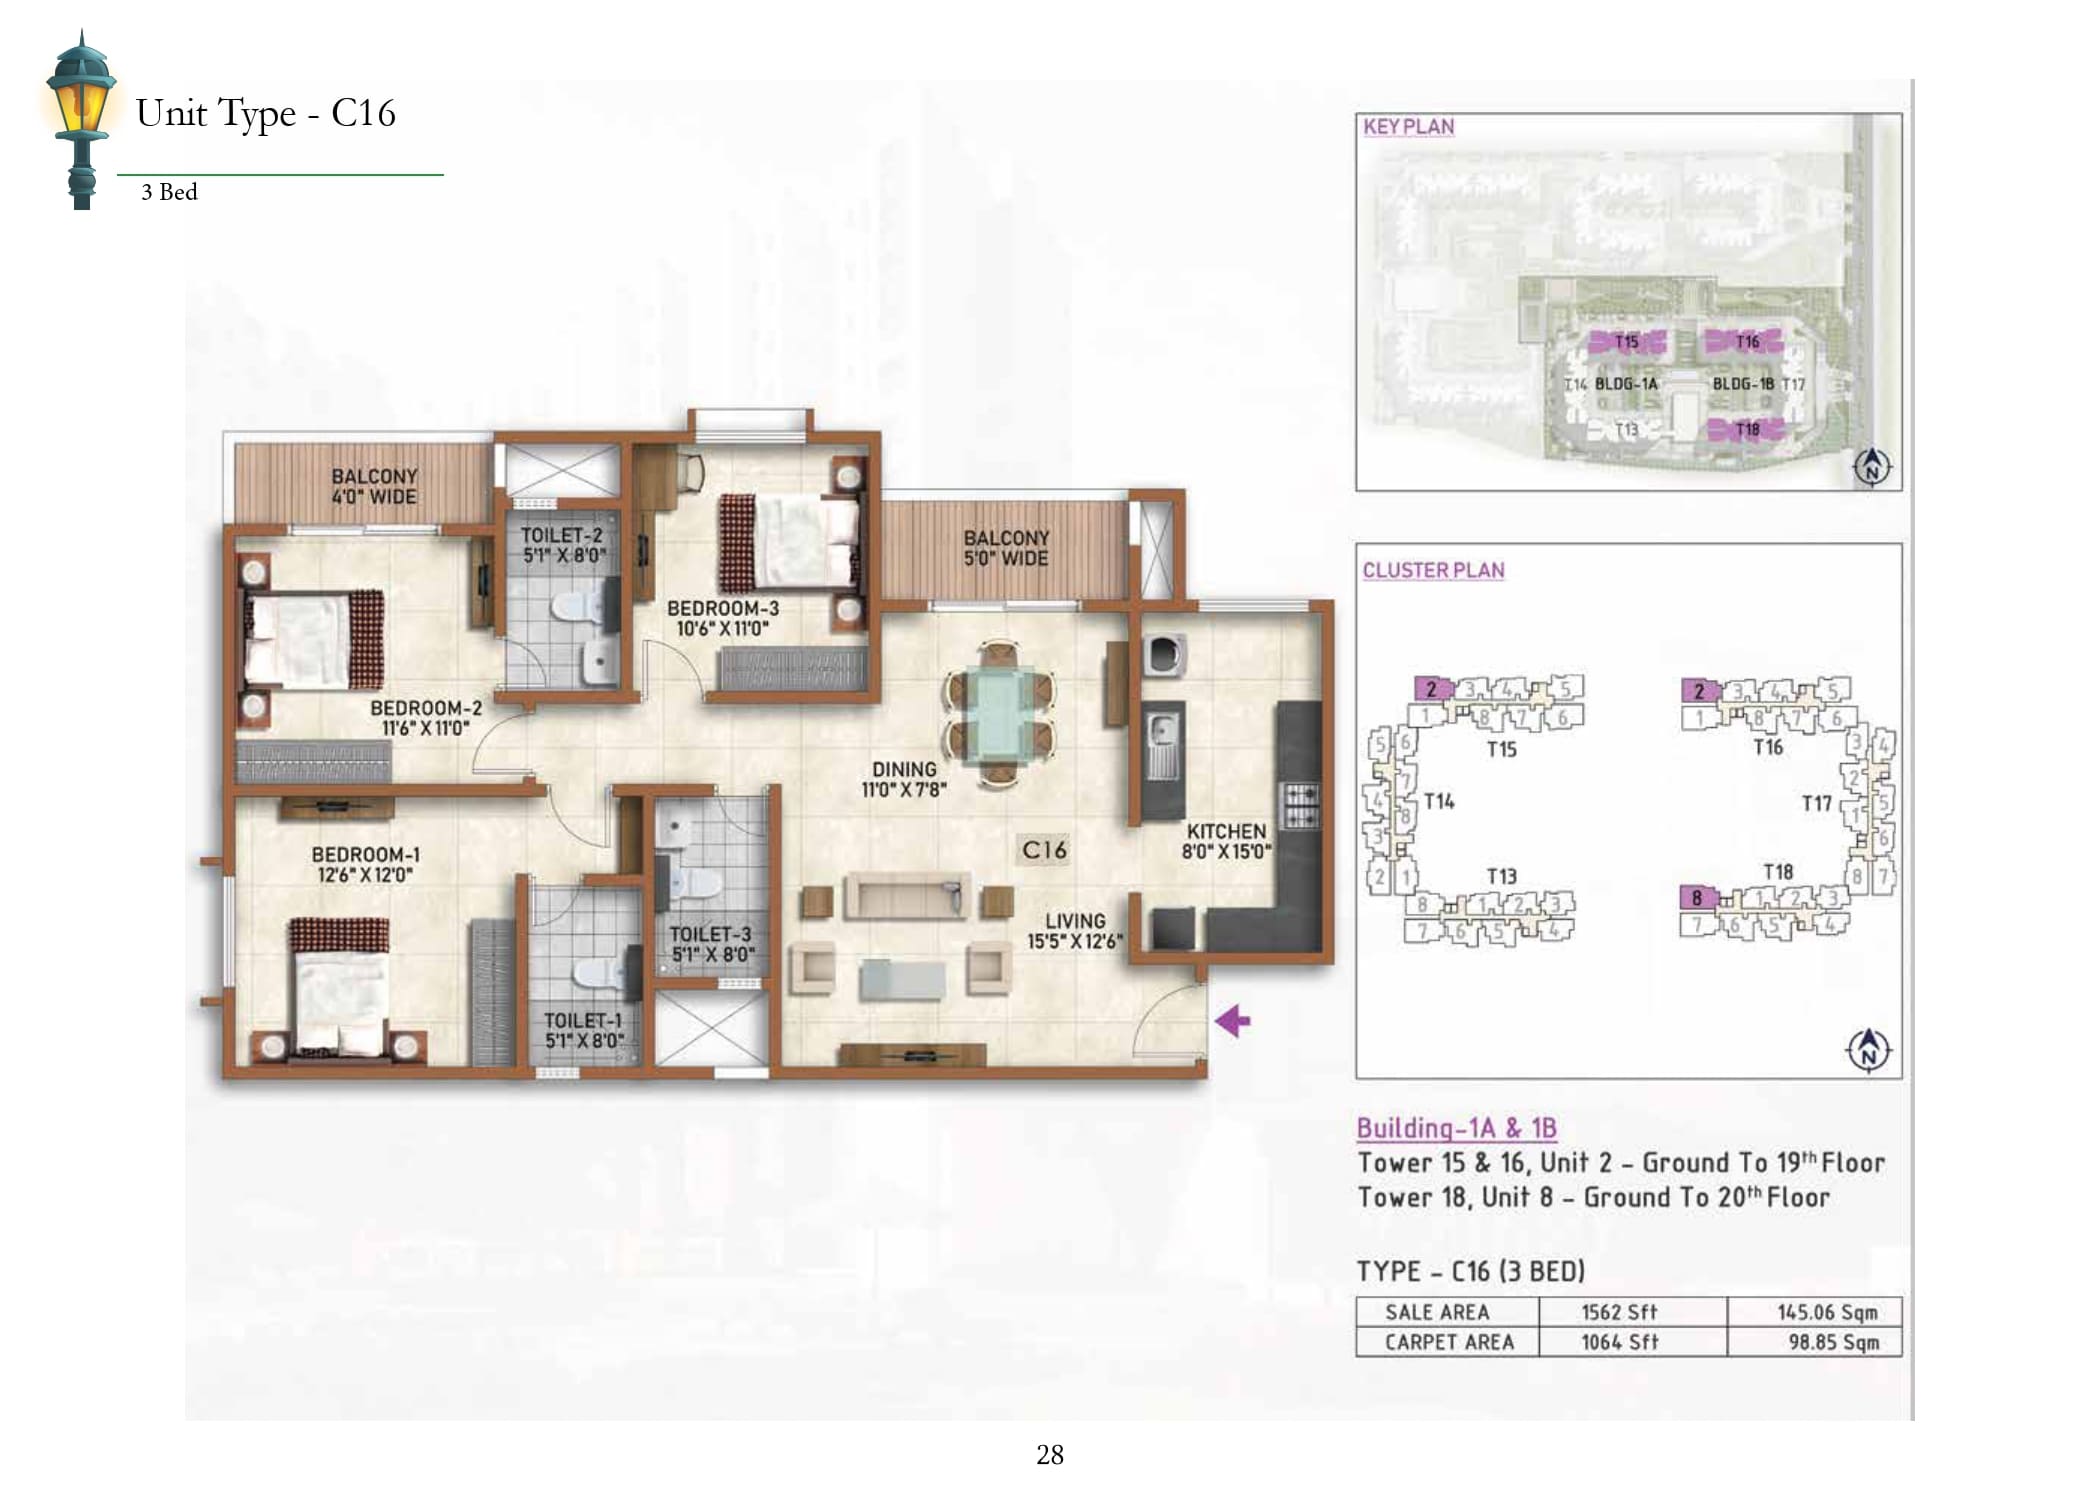 Unit Type - C16
3 Bed
BALCONY
4'0" WIDE
TOILET-2
5'1" X 8'0"
BEDROOM-3
10'6" X 11'0"
BALCONY
5'0" WIDE
BEDROOM-2
11'6" X 11'0"
DINING
11'0" X 7'8"
C16
KITCHEN
8'0" X 15'0"
BEDROOM-1
12'6" X 12'0"
LIVING
15'5" X 12'6"
TOILET-3
5'1" X 8'0"
TOILET-1
5'1" X 8'0"
KEY PLAN
T15
T16
T14 BLDG-1A
BLDG-1B T17
T13
T18
N
CLUSTER PLAN
2 3 4 5
1 8 7 6
T15
2 3 4 5
1 8 7 6
T16
5 6
7
4 8
3
2 1
T14
3 4
2
1 5
6
8 7
T17
T13
8 1 2 3
7 6 5 4
T18
8 1 2 3
7 6 5 4
N
Building-1A & 1B
Tower 15 & 16, Unit 2 - Ground To 19th Floor
Tower 18, Unit 8 - Ground To 20th Floor
TYPE - C16 (3 BED)
SALE AREA 1562 Sft 145.06 Sqm
CARPET AREA 1064 Sft 98.85 Sqm
28